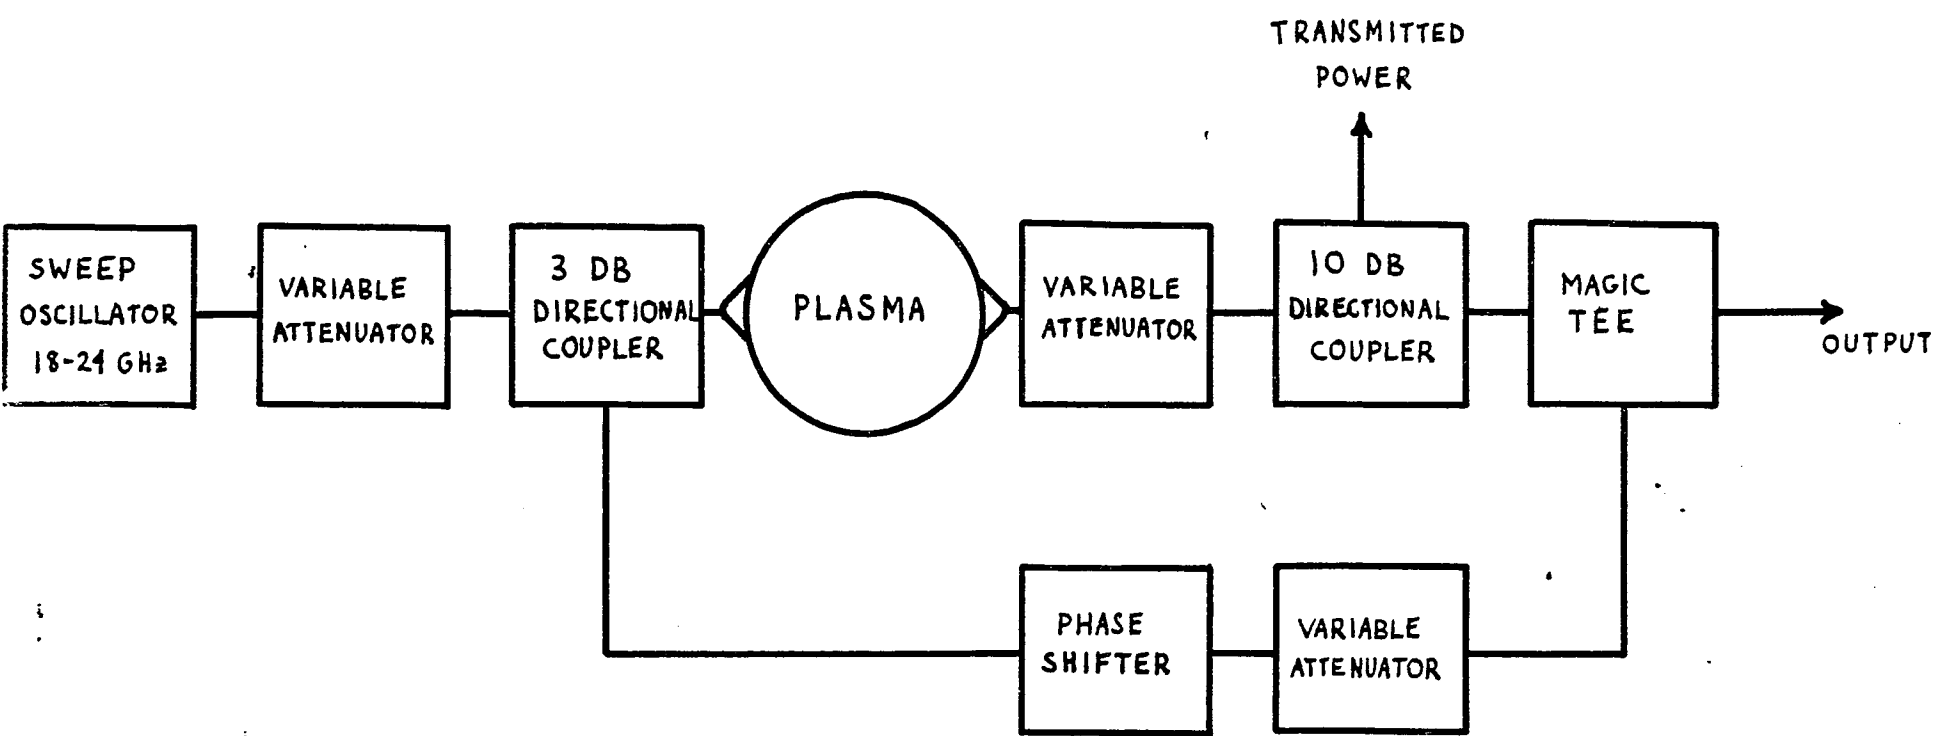 TRANSMITTED
POWER
SWEEP
OSCILLATOR
18-24 GHz
VARIABLE
ATTENUATOR
3 DB
DIRECTIONAL
COUPLER
PLASMA
VARIABLE
ATTENUATOR
10 DB
DIRECTIONAL
COUPLER
MAGIC
TEE
OUTPUT
PHASE
SHIFTER
VARIABLE
ATTENUATOR